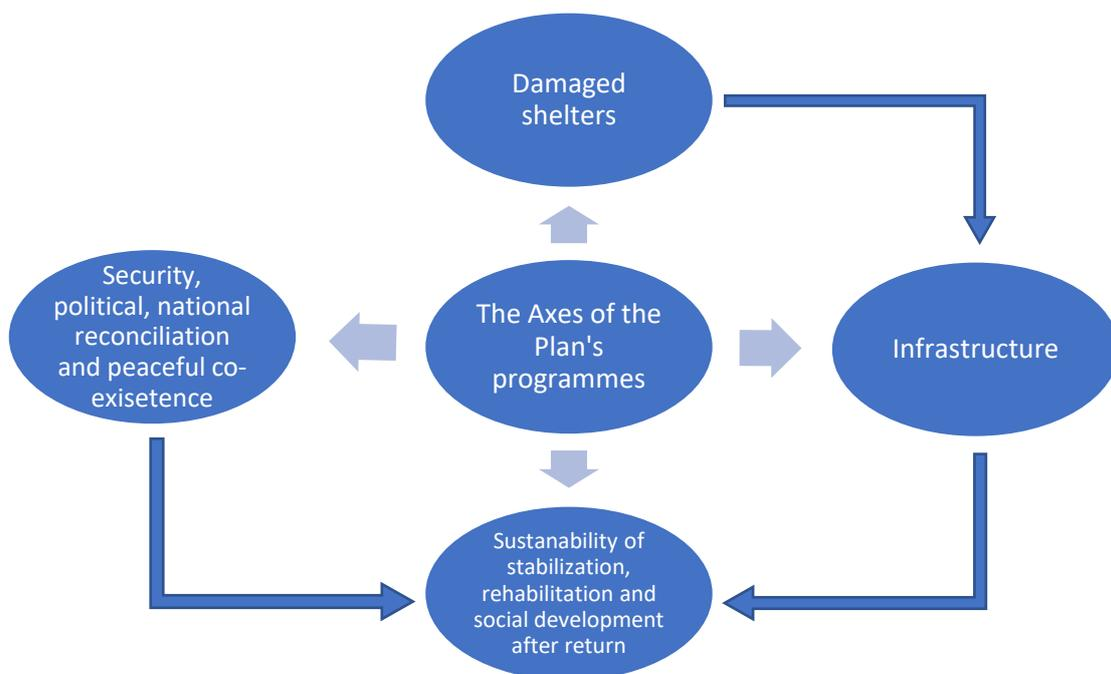 Damaged
shelters
Security,
political, national
reconciliation
and peaceful co-
exisetence
The Axes of the
Plan's
programmes
Infrastructure
Sustanability of
stabilization,
rehabilitation and
social development
after return